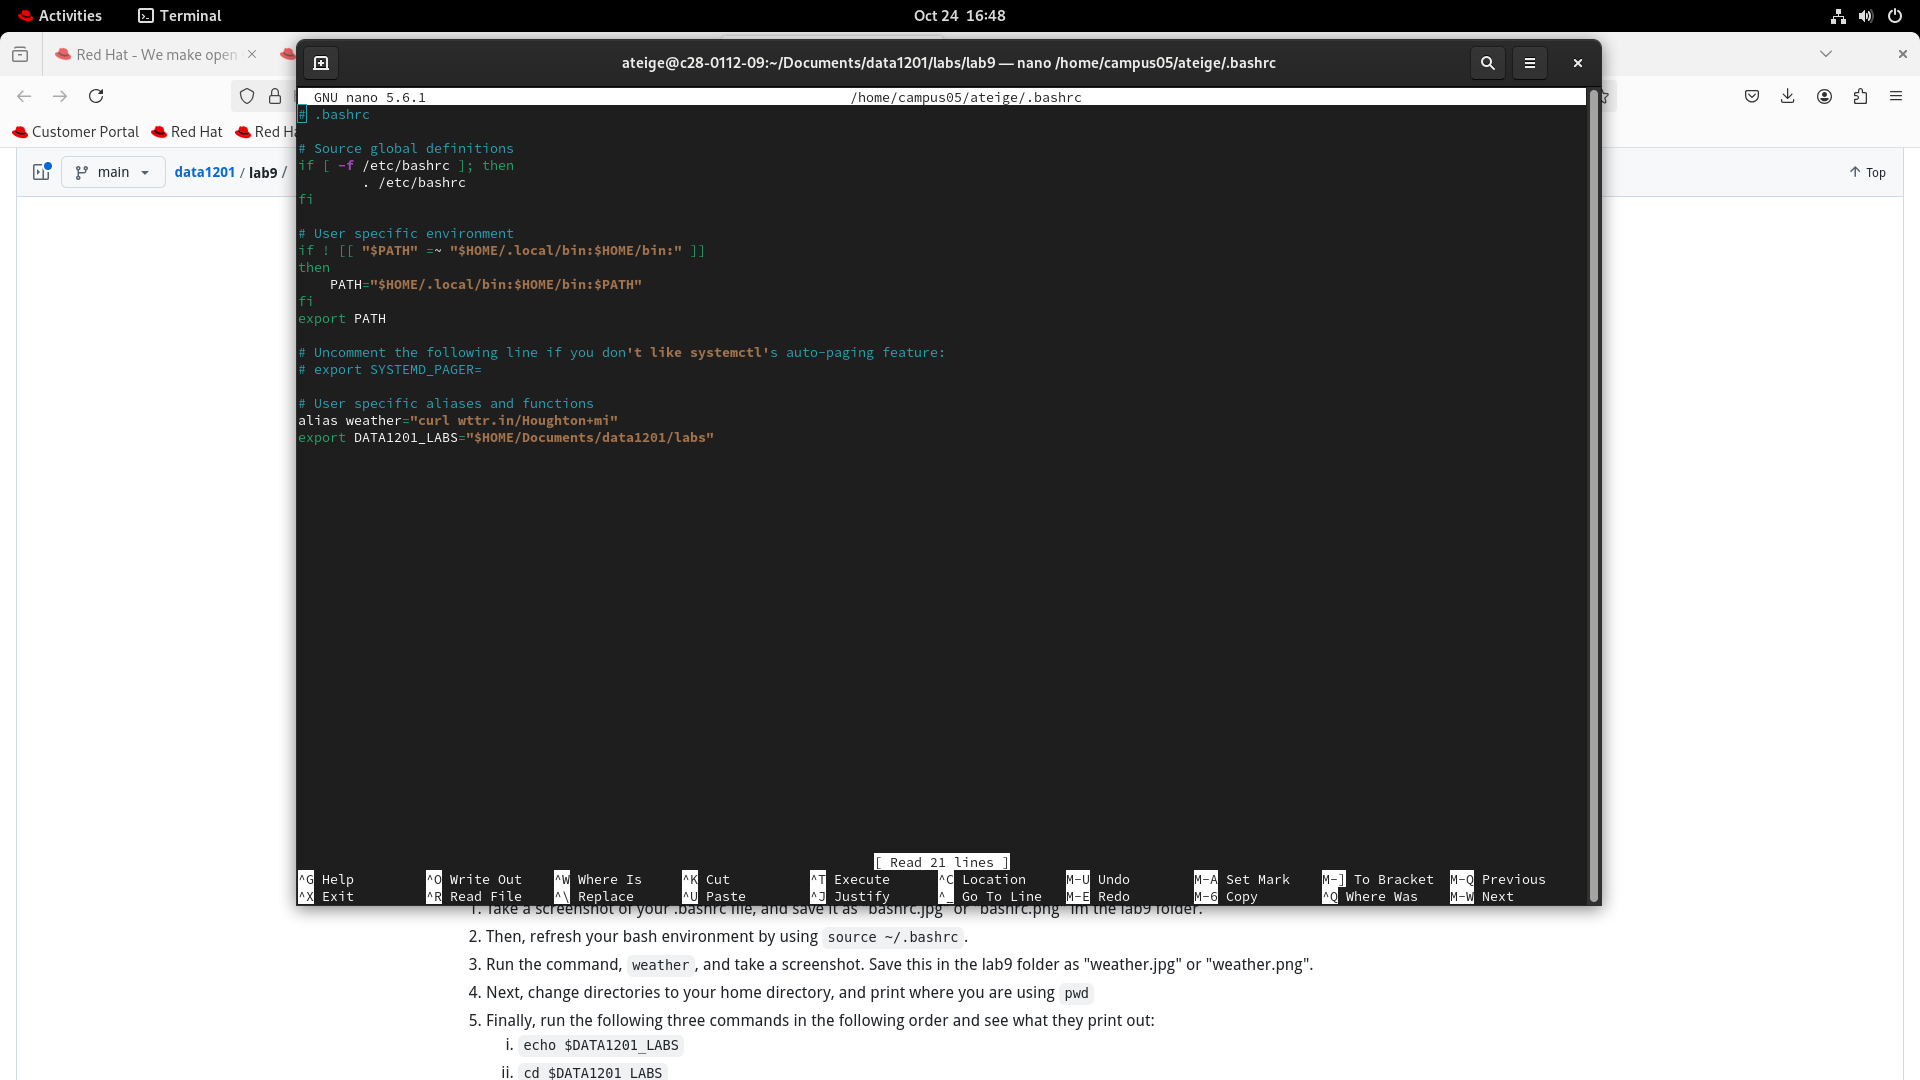 Activities
Terminal
Oct 24 16:48
Red Hat - We make open
ateige@c28-0112-09:~/Documents/data1201/labs/lab9 — nano /home/campus05/ateige/.bashrc
Customer Portal
Red Hat
Red Ha
main
data1201 / lab9 /
Top
GNU nano 5.6.1
/home/campus05/ateige/.bashrc
# .bashrc
# Source global definitions
if [ -f /etc/bashrc ]; then
. /etc/bashrc
fi
# User specific environment
if ! [[ "$PATH" =~ "$HOME/.local/bin:$HOME/bin:" ]]
then
PATH="$HOME/.local/bin:$HOME/bin:$PATH"
fi
export PATH
# Uncomment the following line if you don't like systemctl's auto-paging feature:
# export SYSTEMD_PAGER=
# User specific aliases and functions
alias weather="curl wttr.in/Houghton+mi"
export DATA1201_LABS="$HOME/Documents/data1201/labs"
[ Read 21 lines ]
^G Help ^O Write Out ^W Where Is ^K Cut ^T Execute ^C Location M-U Undo M-A Set Mark M-] To Bracket M-Q Previous
^X Exit ^R Read File ^\ Replace ^U Paste ^J Justify ^_ Go To Line M-E Redo M-6 Copy ^Q Where Was M-W Next
1. Take a screenshot of your .bashrc file, and save it as "bashrc.jpg" or "bashrc.png" im the lab9 folder.
2. Then, refresh your bash environment by using source ~/.bashrc.
3. Run the command, weather, and take a screenshot. Save this in the lab9 folder as "weather.jpg" or "weather.png".
4. Next, change directories to your home directory, and print where you are using pwd
5. Finally, run the following three commands in the following order and see what they print out:
i. echo $DATA1201_LABS
ii. cd $DATA1201_LABS